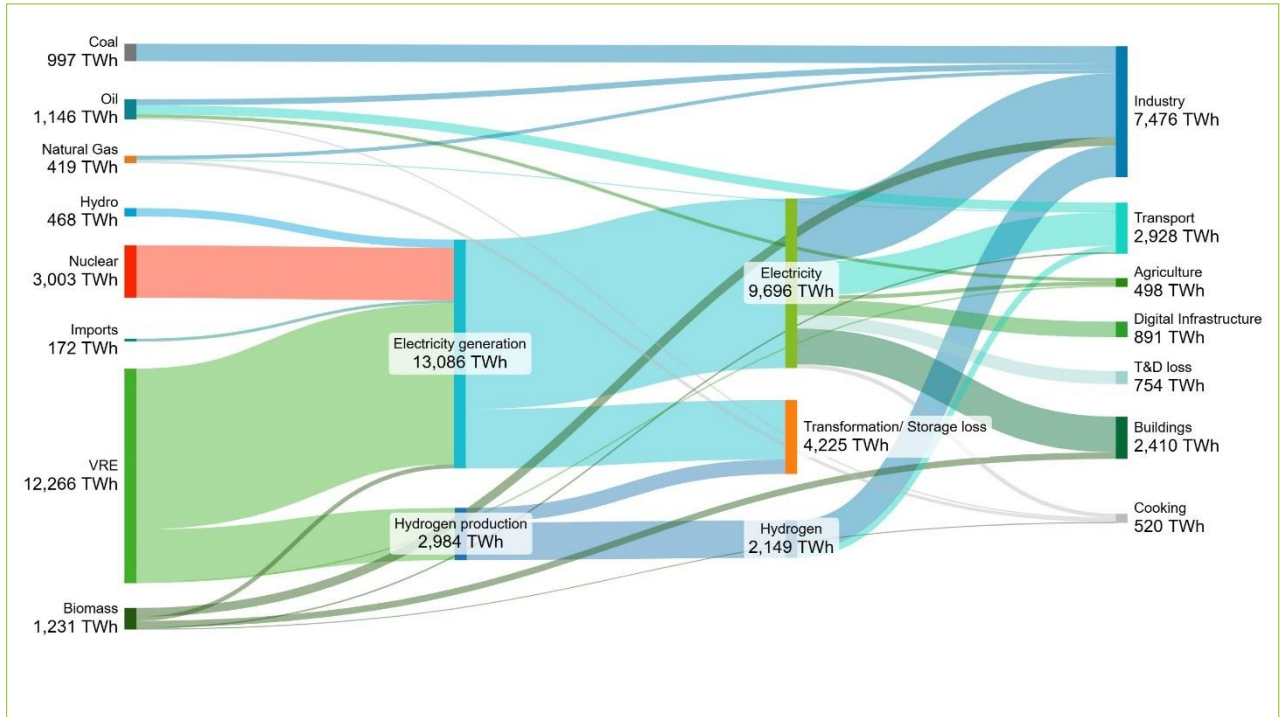 Coal
997 TWh
Oil
1,146 TWh
Natural Gas
419 TWh
Hydro
468 TWh
Nuclear
3,003 TWh
Imports
172 TWh
VRE
12,266 TWh
Biomass
1,231 TWh
Electricity generation
13,086 TWh
Hydrogen production
2,984 TWh
Electricity
9,696 TWh
Transformation/ Storage loss
4,225 TWh
Hydrogen
2,149 TWh
Industry
7,476 TWh
Transport
2,928 TWh
Agriculture
498 TWh
Digital Infrastructure
891 TWh
T&D loss
754 TWh
Buildings
2,410 TWh
Cooking
520 TWh